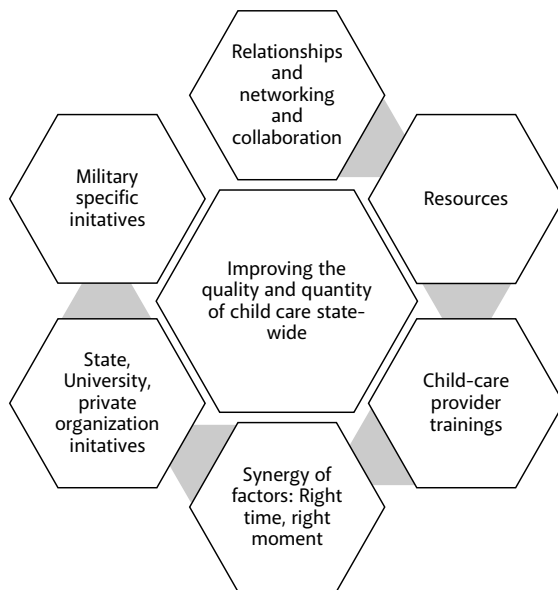 Relationships
and
networking
and
collaboration
Military
specific
initatives
Resources
Improving the
quality and quantity
of child care state-
wide
State,
University,
private
organization
initatives
Child-care
provider
trainings
Synergy of
factors: Right
time, right
moment